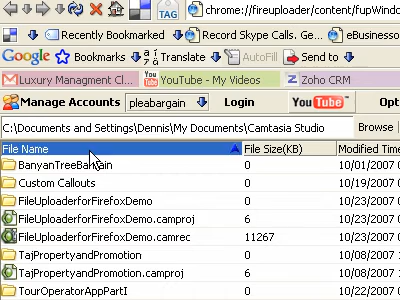 TAG chrome://fireuploader/content/fupWindo
Recently Bookmarked Record Skype Calls. Ge... eBusinesso
Google Bookmarks Translate AutoFill Send to
Luxury Managment Cl... YouTube - My Videos Zoho CRM
Manage Accounts pleabargain Login YouTube Opt
C:\Documents and Settings\Dennis\My Documents\Camtasia Studio Browse
File Name File Size(KB) Modified Time
BanyanTreeBargain 0 10/01/2007
Custom Callouts 0 10/19/2007
FileUploaderforFirefoxDemo 0 10/23/2007
FileUploaderforFirefoxDemo.camproj 6 10/23/2007
FileUploaderforFirefoxDemo.camrec 11267 10/23/2007
TajPropertyandPromotion 0 10/08/2007
TajPropertyandPromotion.camproj 6 10/08/2007
TourOperatorAppPartI 0 10/22/2007